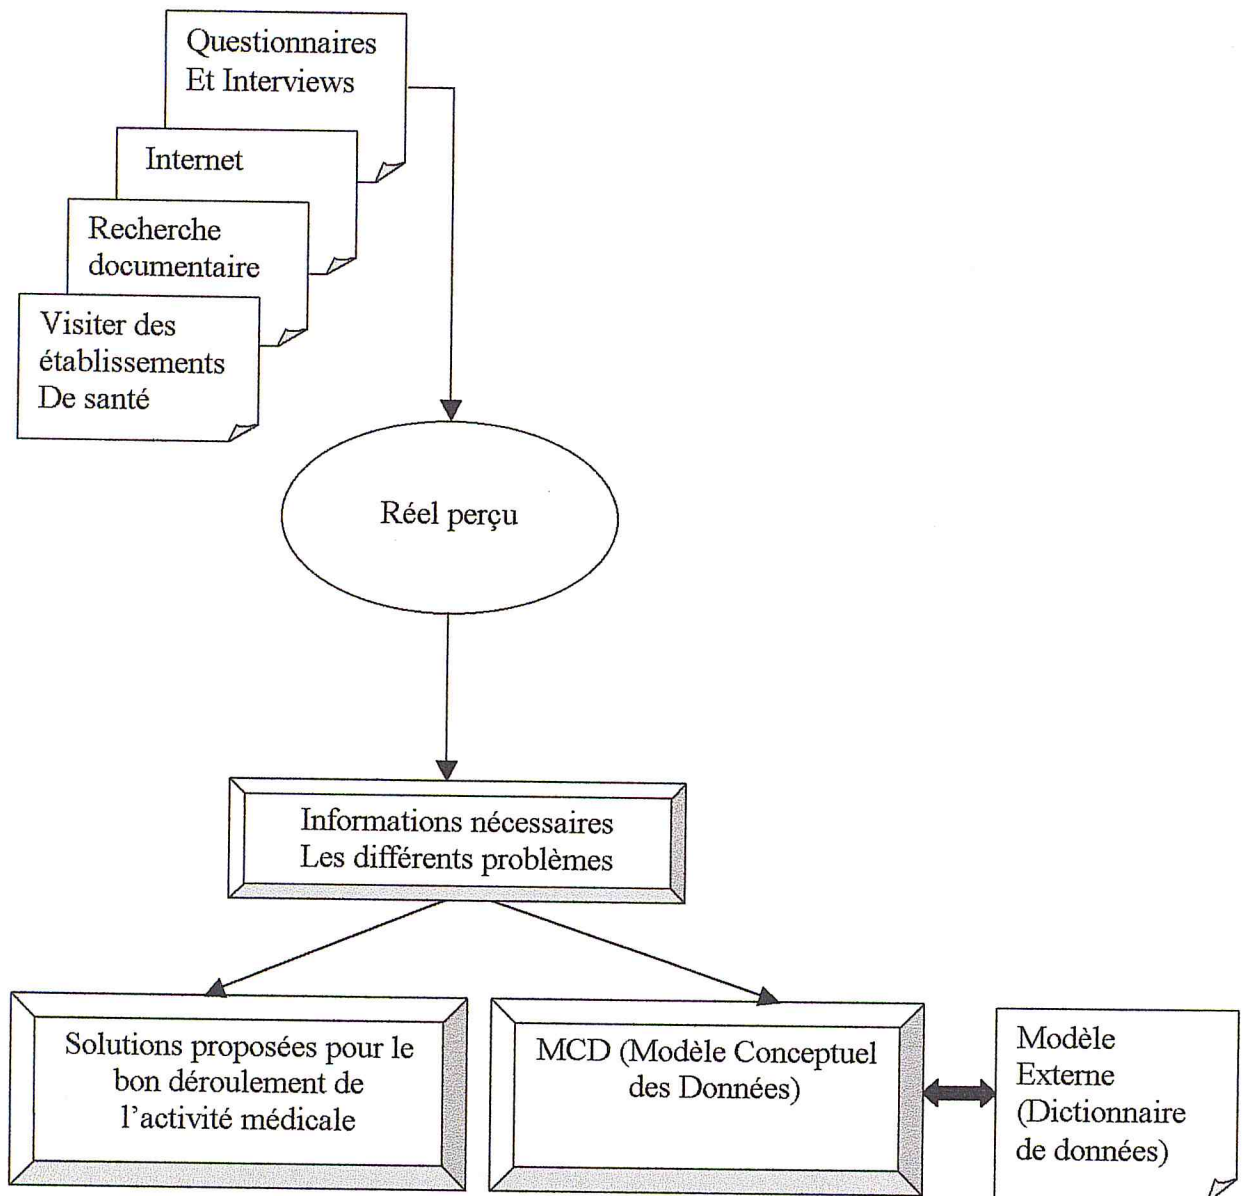 Questionnaires
Et Interviews
Internet
Recherche
documentaire
Visiter des
établissements
De santé
Réel perçu
Informations nécessaires
Les différents problèmes
Solutions proposées pour le
bon déroulement de
l'activité médicale
MCD (Modèle Conceptuel
des Données)
Modèle
Externe
(Dictionnaire
de données)